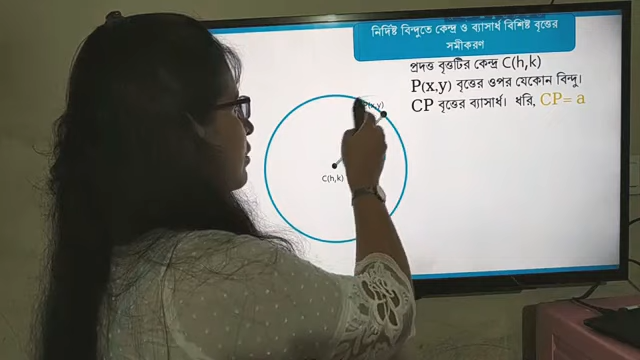 নির্দিষ্ট বিন্দুতে কেন্দ্র ও ব্যাসার্ধ বিশিষ্ট বৃত্তের
সমীকরণ
প্রদত্ত বৃত্তটির কেন্দ্র C(h,k)
P(x,y) বৃত্তের ওপর যেকোন বিন্দু।
CP বৃত্তের ব্যাসার্ধ। ধরি, CP= a
P(x,y)
C(h,k)